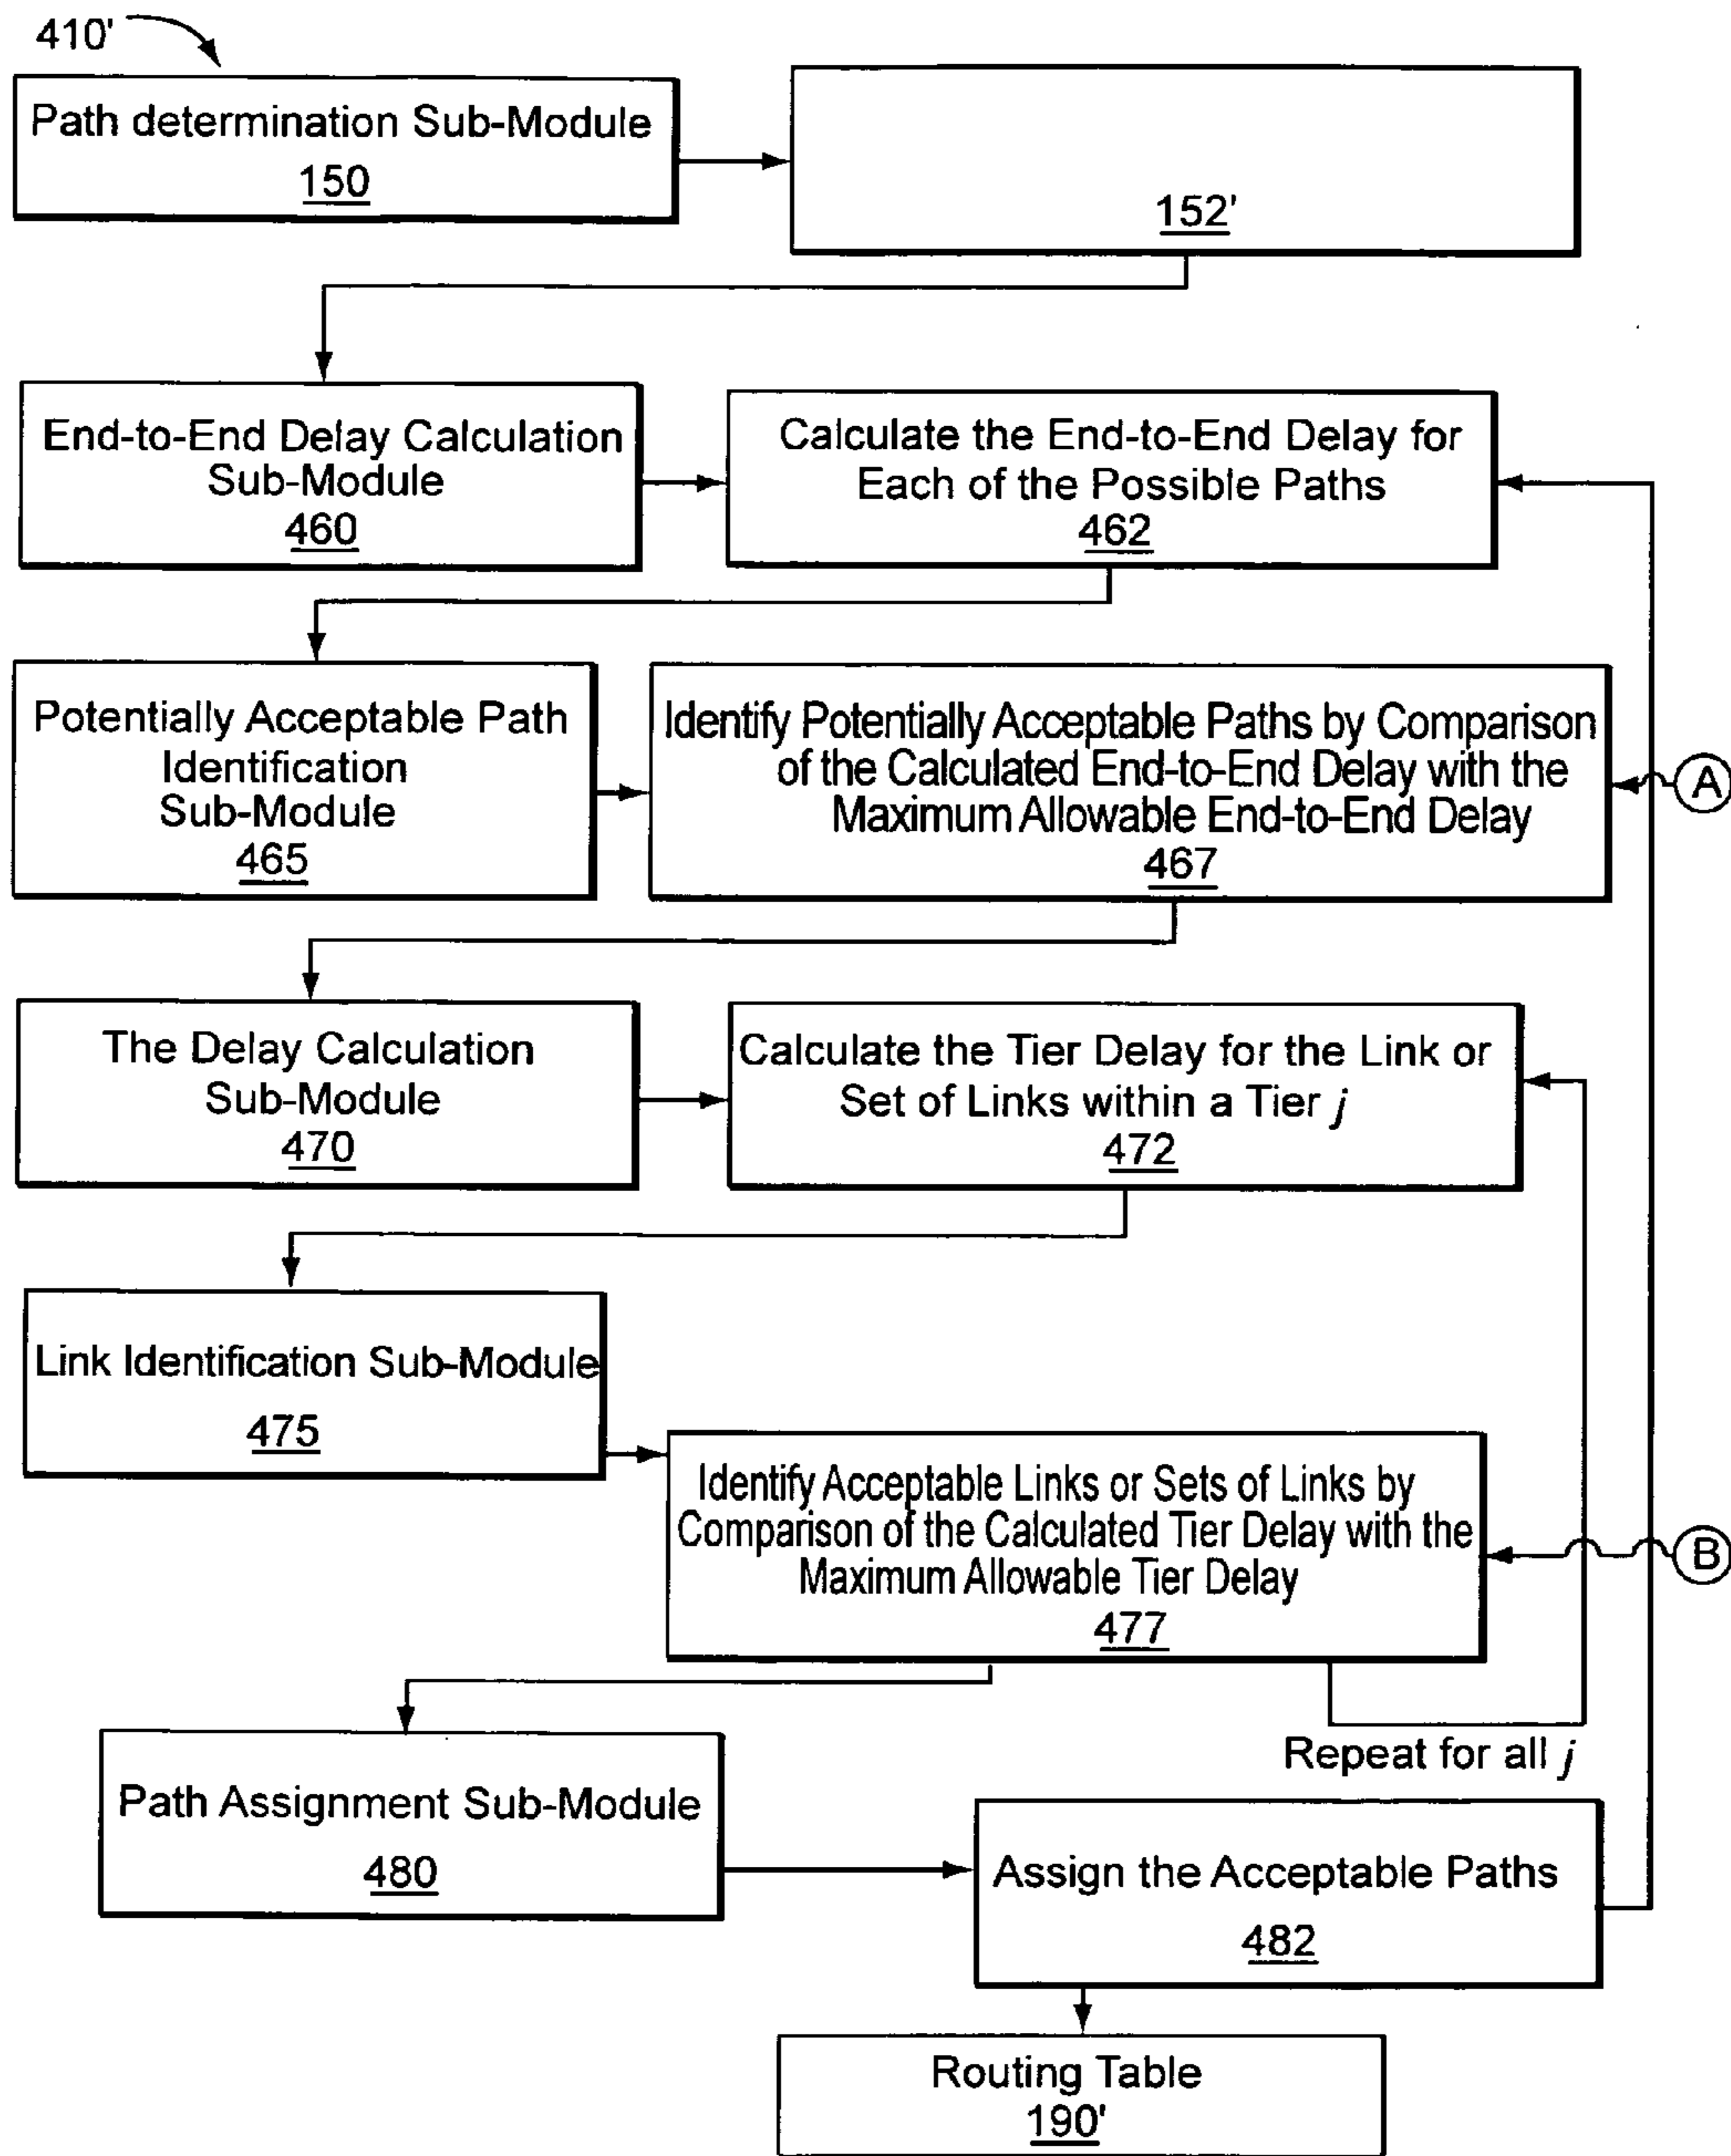 410'
Path determination Sub-Module
150
152'
End-to-End Delay Calculation
Sub-Module
460
Calculate the End-to-End Delay for
Each of the Possible Paths
462
Potentially Acceptable Path
Identification
Sub-Module
465
Identify Potentially Acceptable Paths by Comparison
of the Calculated End-to-End Delay with the
Maximum Allowable End-to-End Delay
467
A
The Delay Calculation
Sub-Module
470
Calculate the Tier Delay for the Link or
Set of Links within a Tier j
472
Link Identification Sub-Module
475
Identify Acceptable Links or Sets of Links by
Comparison of the Calculated Tier Delay with the
Maximum Allowable Tier Delay
477
B
Repeat for all j
Path Assignment Sub-Module
480
Assign the Acceptable Paths
482
Routing Table
190'